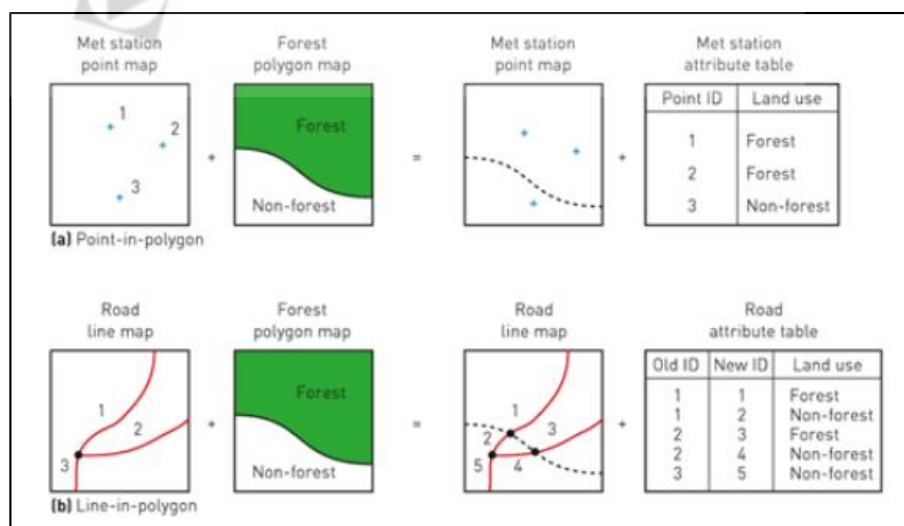 Met station
point map
Forest
polygon map
Met station
point map
Met station
attribute table
1
2
3
+
Forest
Non-forest
=
+
Point ID Land use
1 Forest
2 Forest
3 Non-forest
(a) Point-in-polygon
Road
line map
Forest
polygon map
Road
line map
Road
attribute table
1
2
3
+
Forest
Non-forest
=
1
2
3
4
5
+
Old ID New ID Land use
1 1 Forest
1 2 Non-forest
2 3 Forest
2 4 Non-forest
3 5 Non-forest
(b) Line-in-polygon